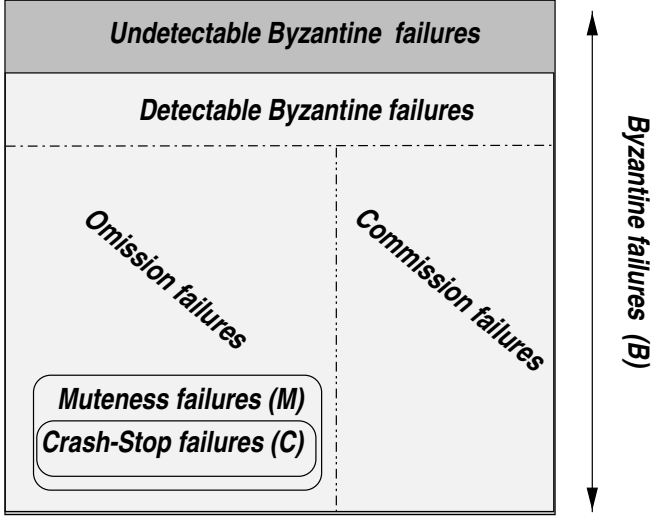 Undetectable Byzantine failures
Detectable Byzantine failures
Omission failures
Commission failures
Muteness failures (M)
Crash-Stop failures (C)
Byzantine failures (B)